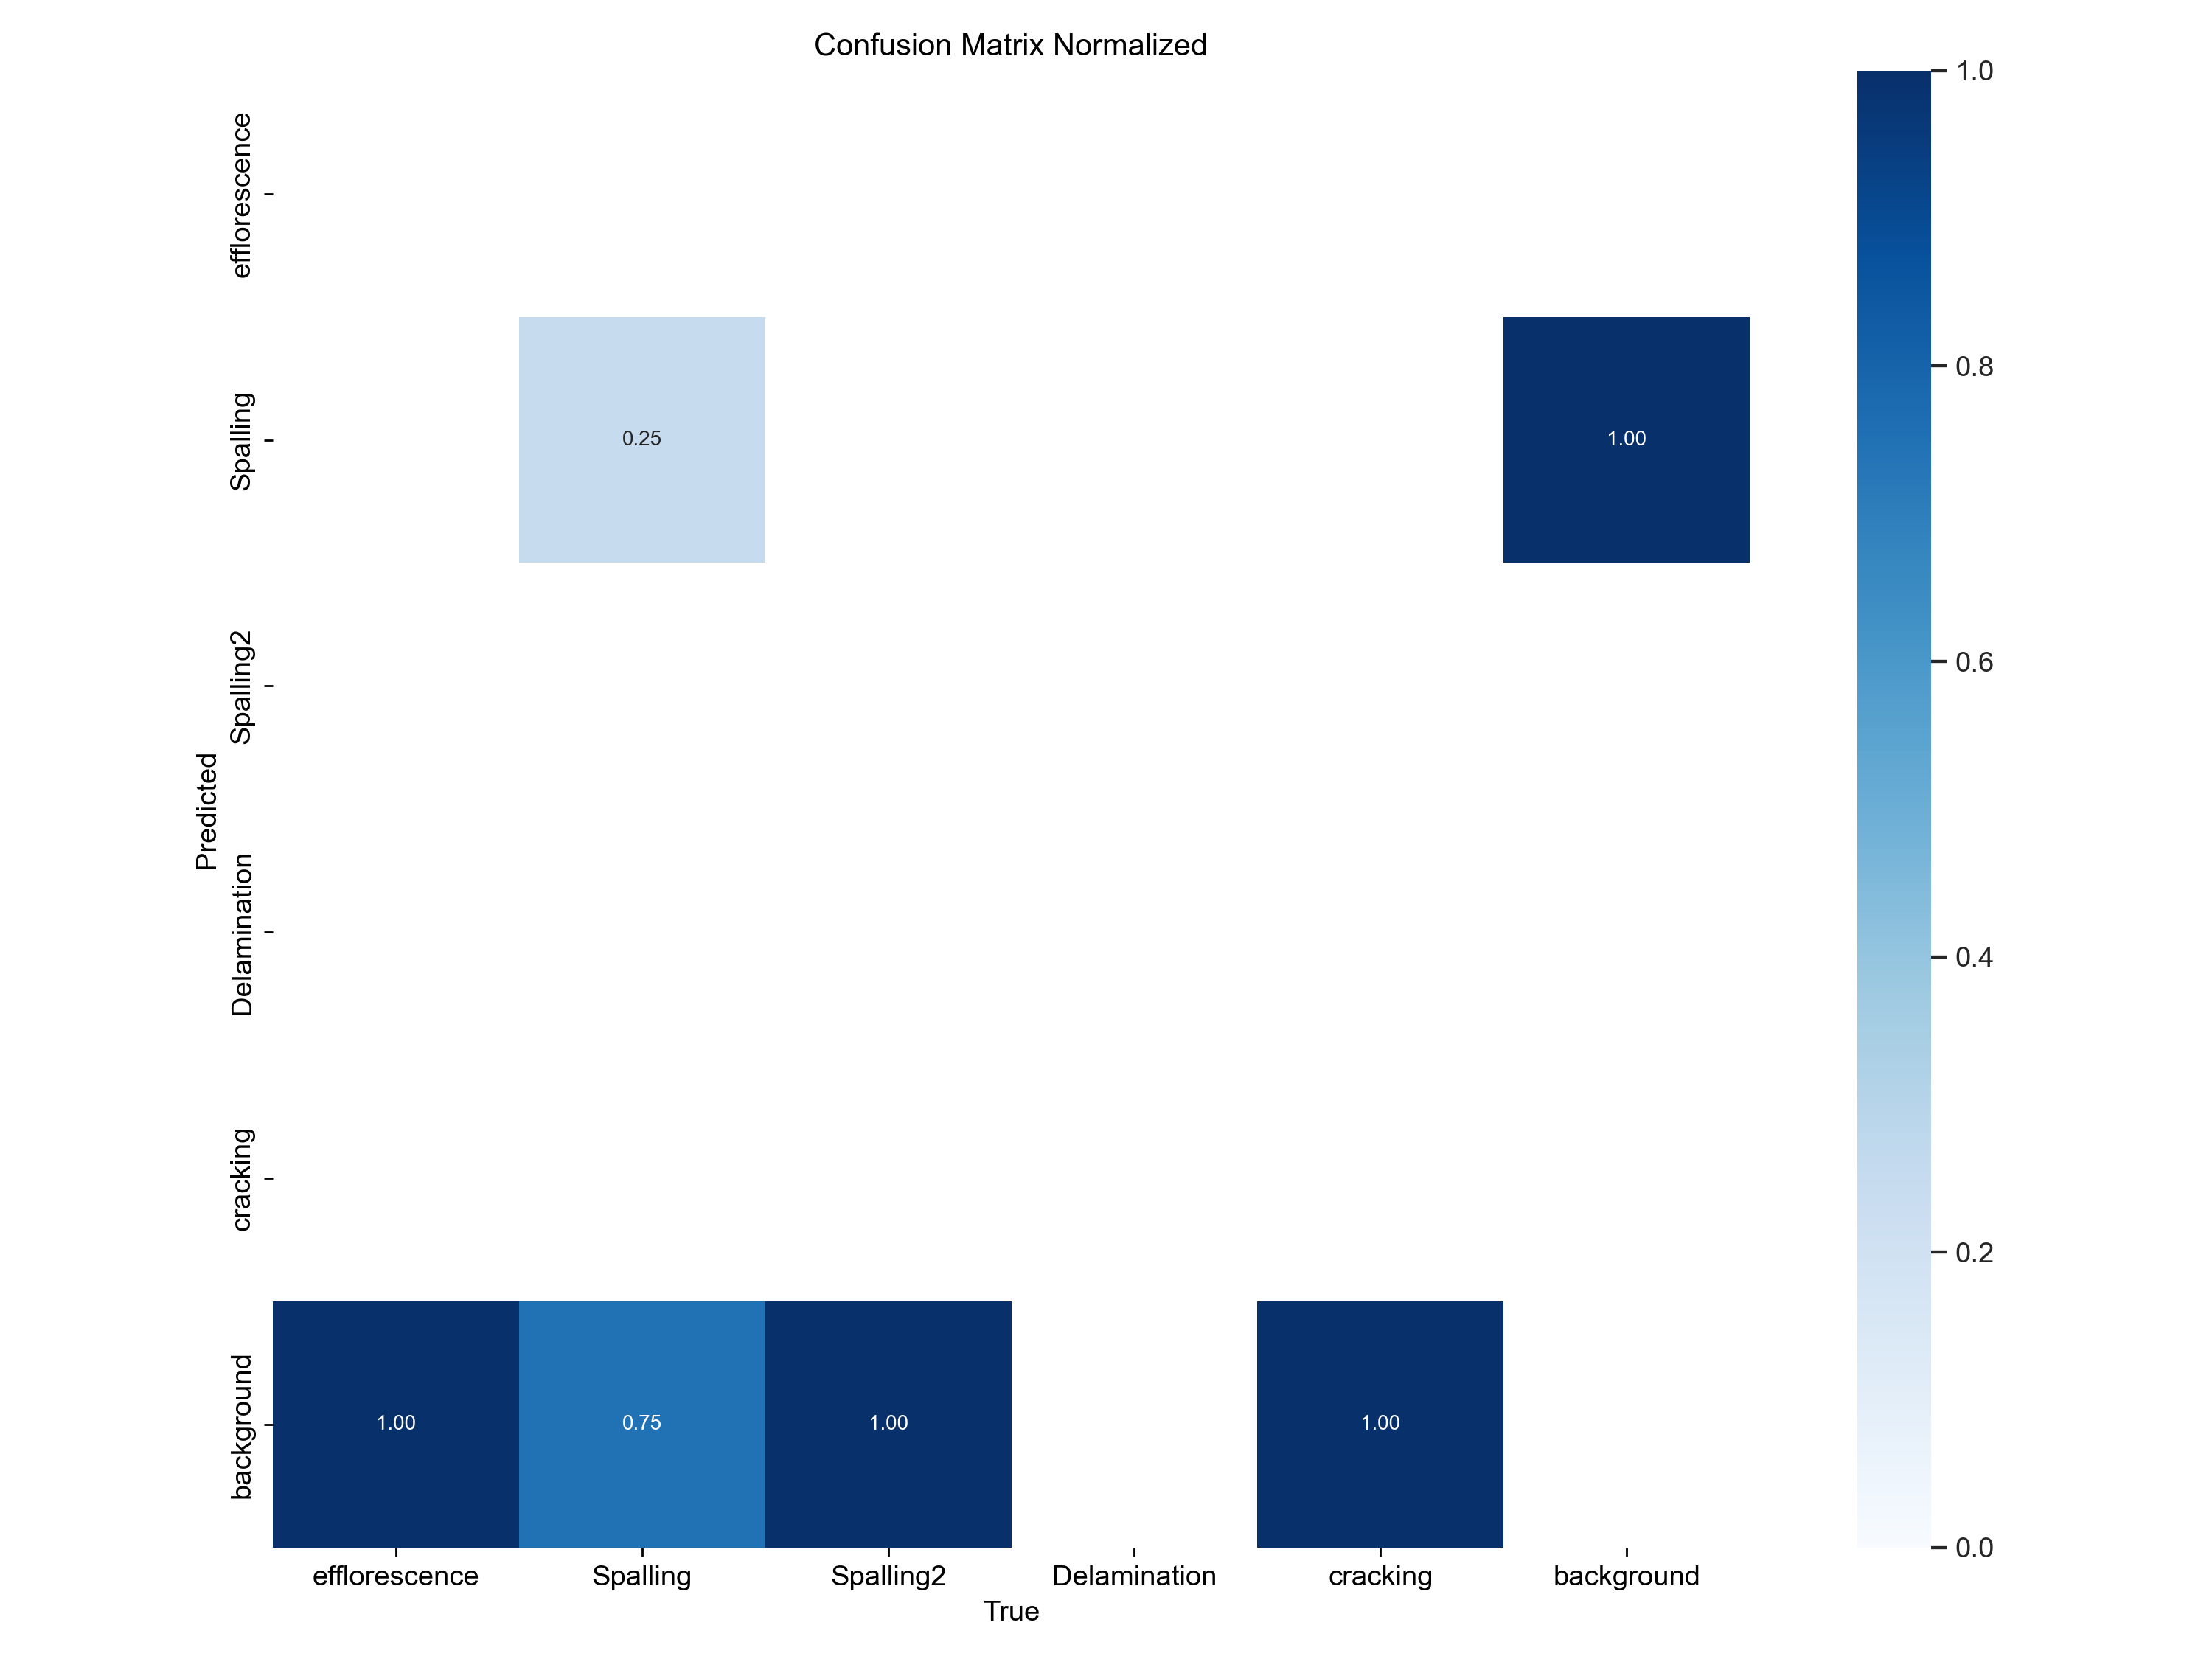 Confusion Matrix Normalized
efflorescence
Spalling
Spalling2
Delamination
cracking
background
Predicted
0.25
1.00
1.00
0.75
1.00
1.00
efflorescence
Spalling
Spalling2
Delamination
cracking
background
True
1.0
0.8
0.6
0.4
0.2
0.0